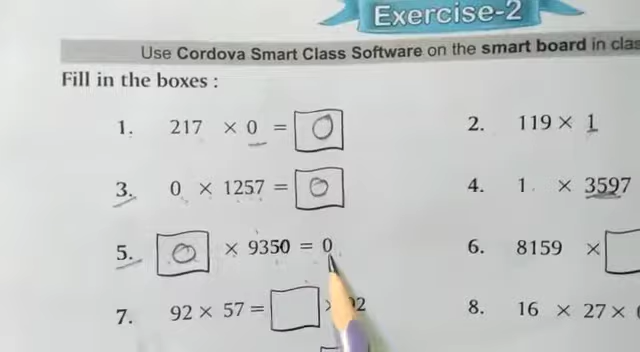 Exercise-2
Use Cordova Smart Class Software on the smart board in
Fill in the boxes :
1. 217 × 0 = 0
2. 119 × 1
3. 0 × 1257 = 0
4. 1 × 3597
5. 0 × 9350 = 0
6. 8159 ×
7. 92 × 57 = × 92
8. 16 × 27 ×